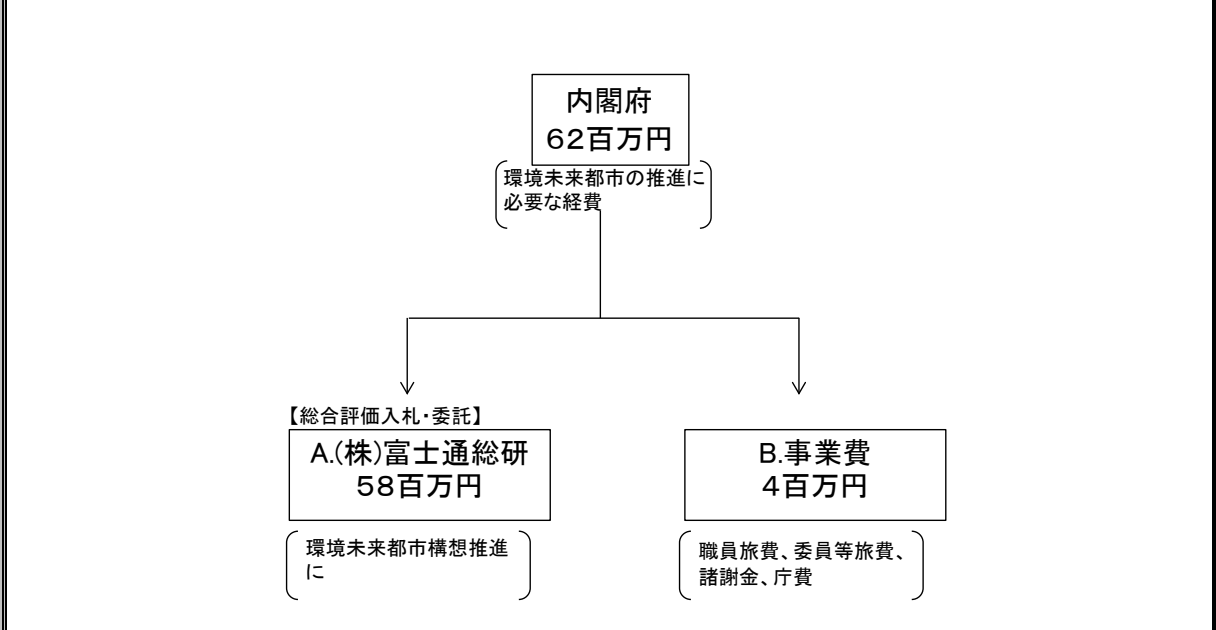 内閣府
62百万円
環境未来都市の推進に
必要な経費
【総合評価入札・委託】
A.(株)富士通総研
58百万円
B.事業費
4百万円
環境未来都市構想推進
に
職員旅費、委員等旅費、
諸謝金、庁費